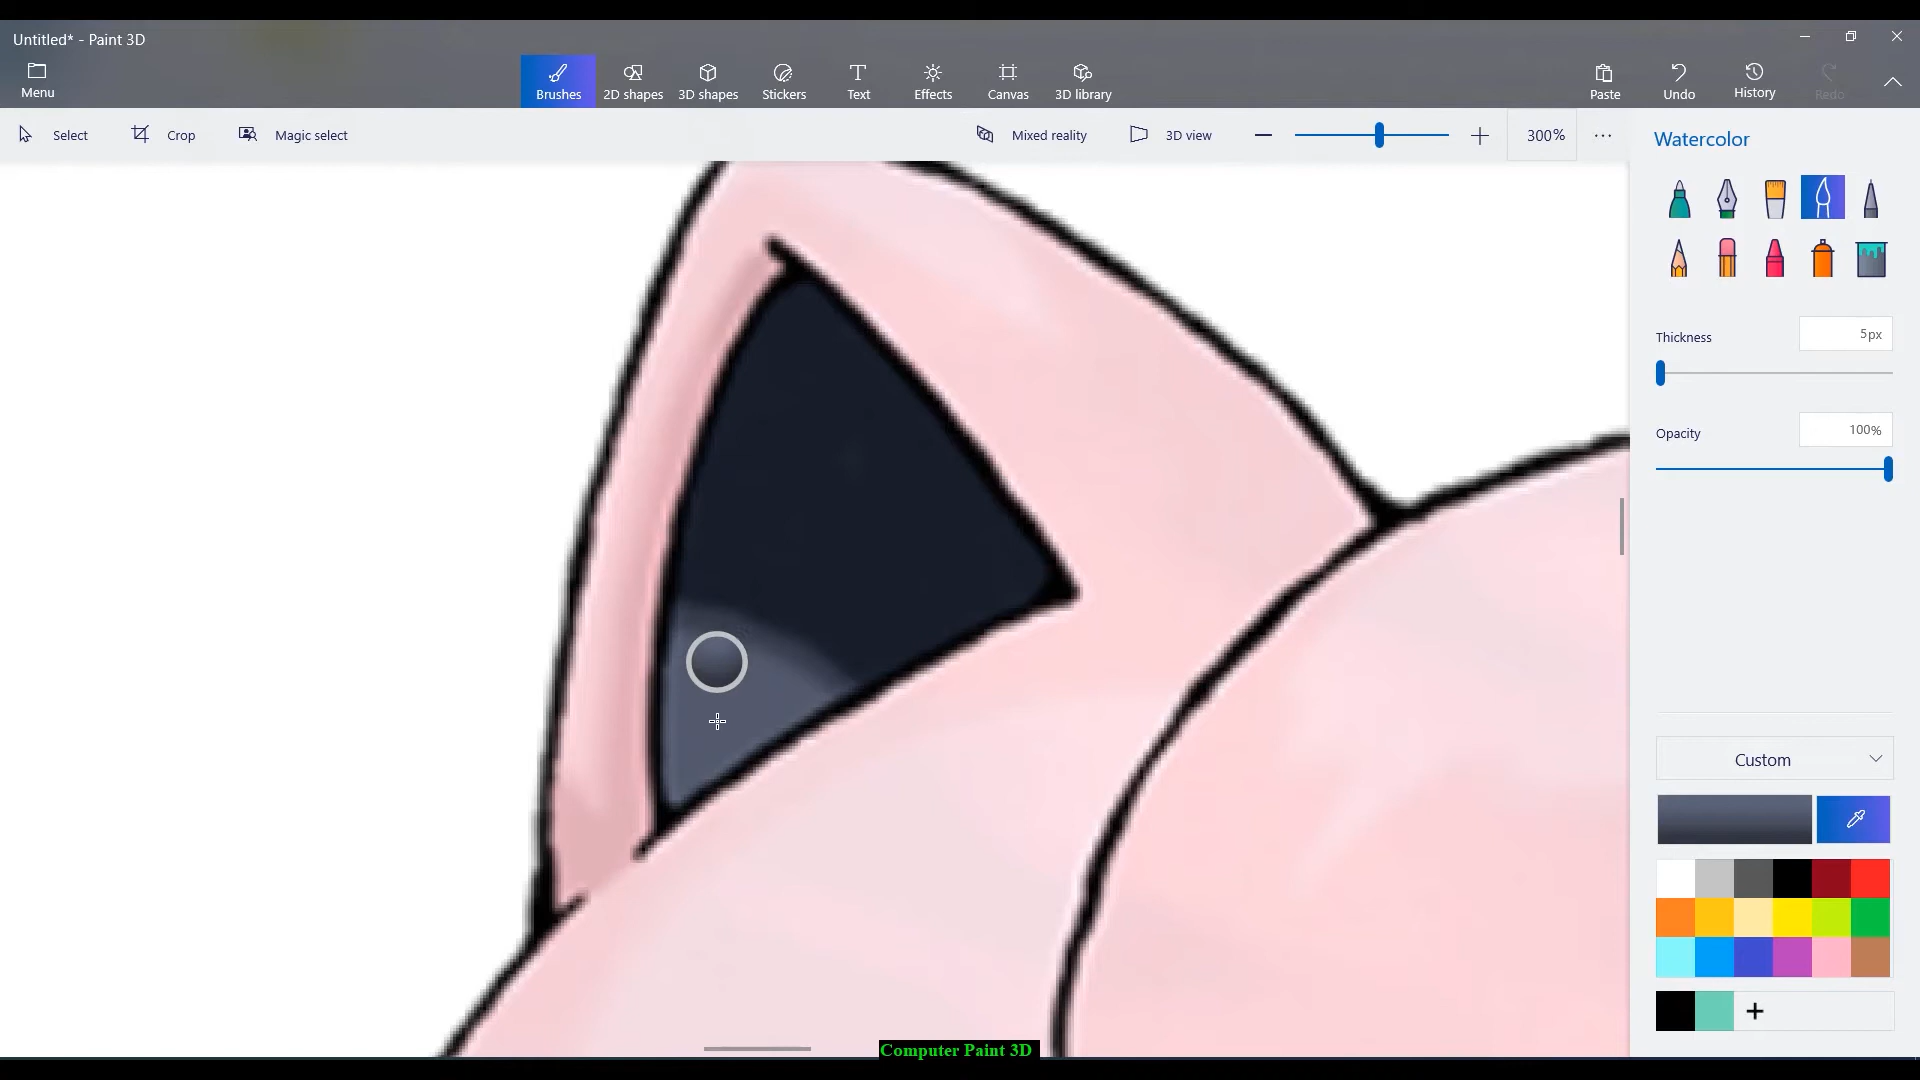 Untitled* - Paint 3D
Menu
Brushes
2D shapes
3D shapes
Stickers
Text
Effects
Canvas
3D library
Paste
Undo
History
Redo
Select
Crop
Magic select
Mixed reality
3D view
300%
Watercolor
Thickness
5px
Opacity
100%
Custom
Computer Paint 3D